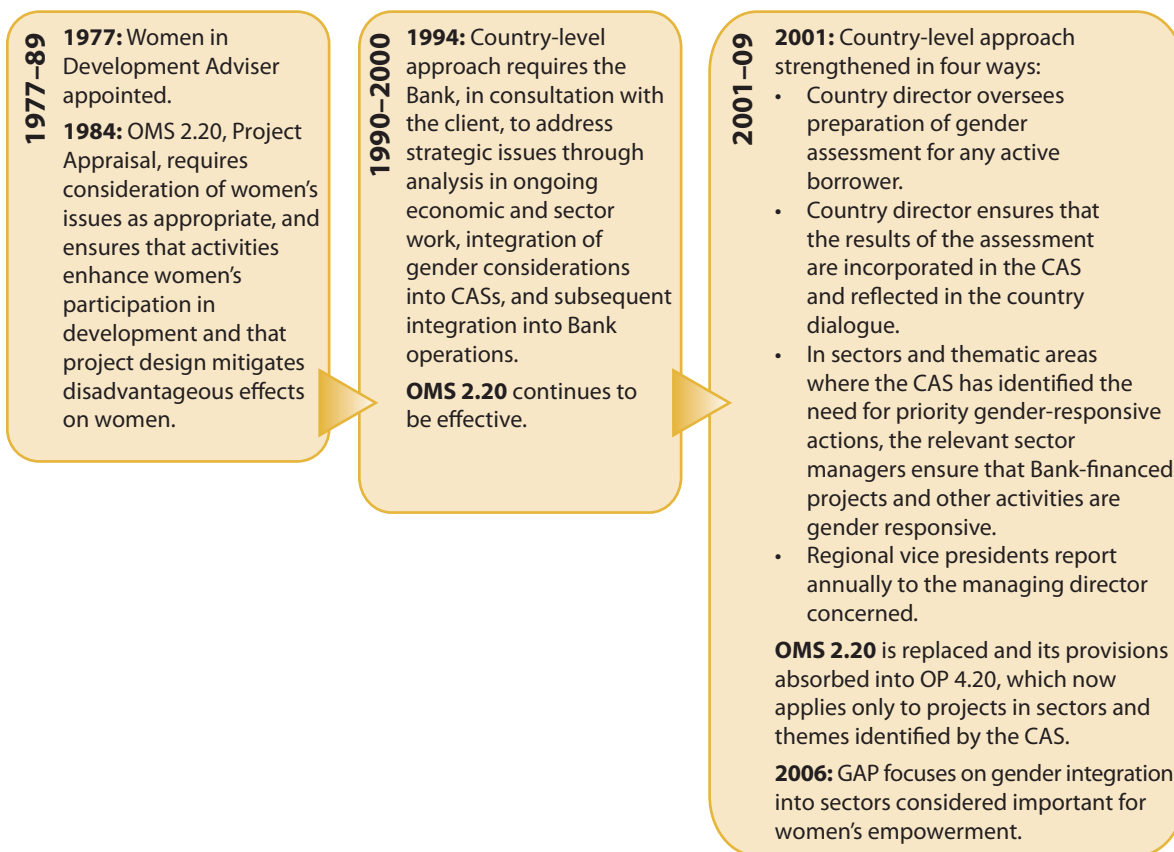 1977–89
1977: Women in
Development Adviser
appointed.
1984: OMS 2.20, Project
Appraisal, requires
consideration of women's
issues as appropriate, and
ensures that activities
enhance women's
participation in
development and that
project design mitigates
disadvantageous effects
on women.
1990–2000
1994: Country-level
approach requires the
Bank, in consultation with
the client, to address
strategic issues through
analysis in ongoing
economic and sector
work, integration of
gender considerations
into CASs, and subsequent
integration into Bank
operations.
OMS 2.20 continues to
be effective.
2001–09
2001: Country-level approach
strengthened in four ways:
• Country director oversees
preparation of gender
assessment for any active
borrower.
• Country director ensures that
the results of the assessment
are incorporated in the CAS
and reflected in the country
dialogue.
• In sectors and thematic areas
where the CAS has identified the
need for priority gender-responsive
actions, the relevant sector
managers ensure that Bank-financed
projects and other activities are
gender responsive.
• Regional vice presidents report
annually to the managing director
concerned.
OMS 2.20 is replaced and its provisions
absorbed into OP 4.20, which now
applies only to projects in sectors and
themes identified by the CAS.
2006: GAP focuses on gender integration
into sectors considered important for
women's empowerment.